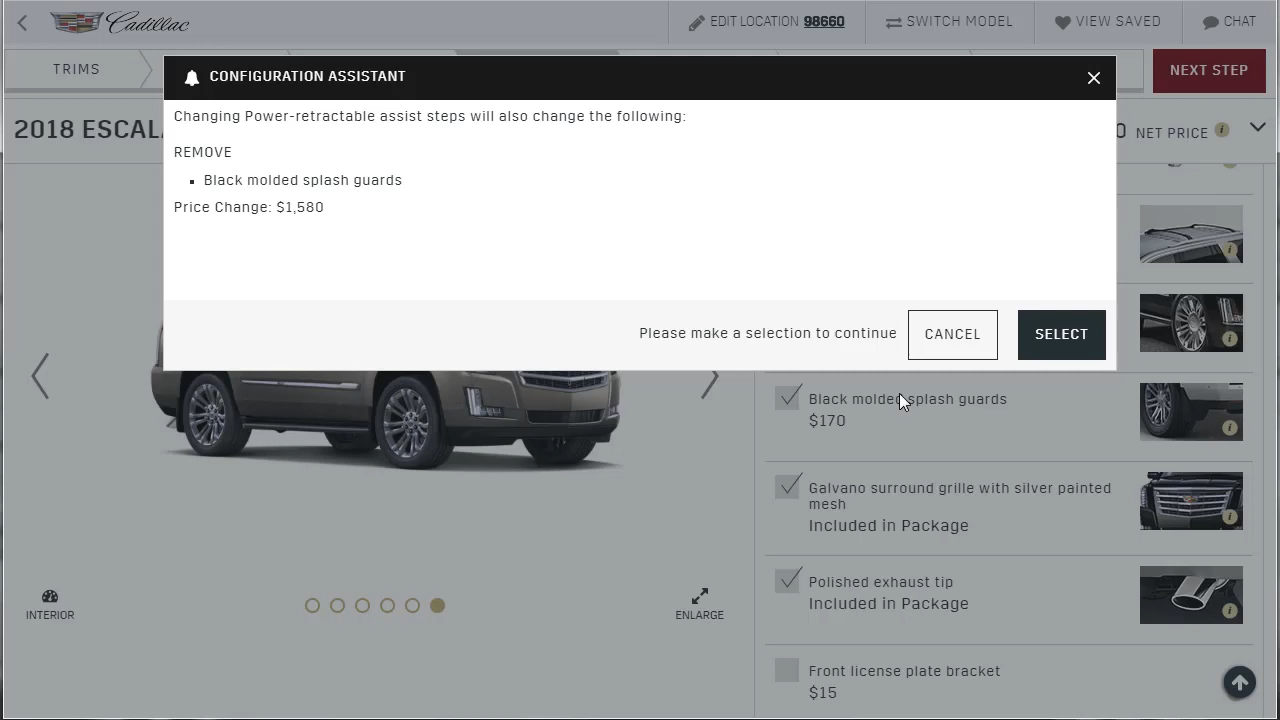 Cadillac
EDIT LOCATION 98660
SWITCH MODEL
VIEW SAVED
CHAT
TRIMS
NEXT STEP
CONFIGURATION ASSISTANT
2018 ESCAL
NET PRICE
Changing Power-retractable assist steps will also change the following:
REMOVE
Black molded splash guards
Price Change: $1,580
Please make a selection to continue
CANCEL
SELECT
Black molded splash guards
$170
Galvano surround grille with silver painted
mesh
Included in Package
Polished exhaust tip
Included in Package
INTERIOR
ENLARGE
Front license plate bracket
$15